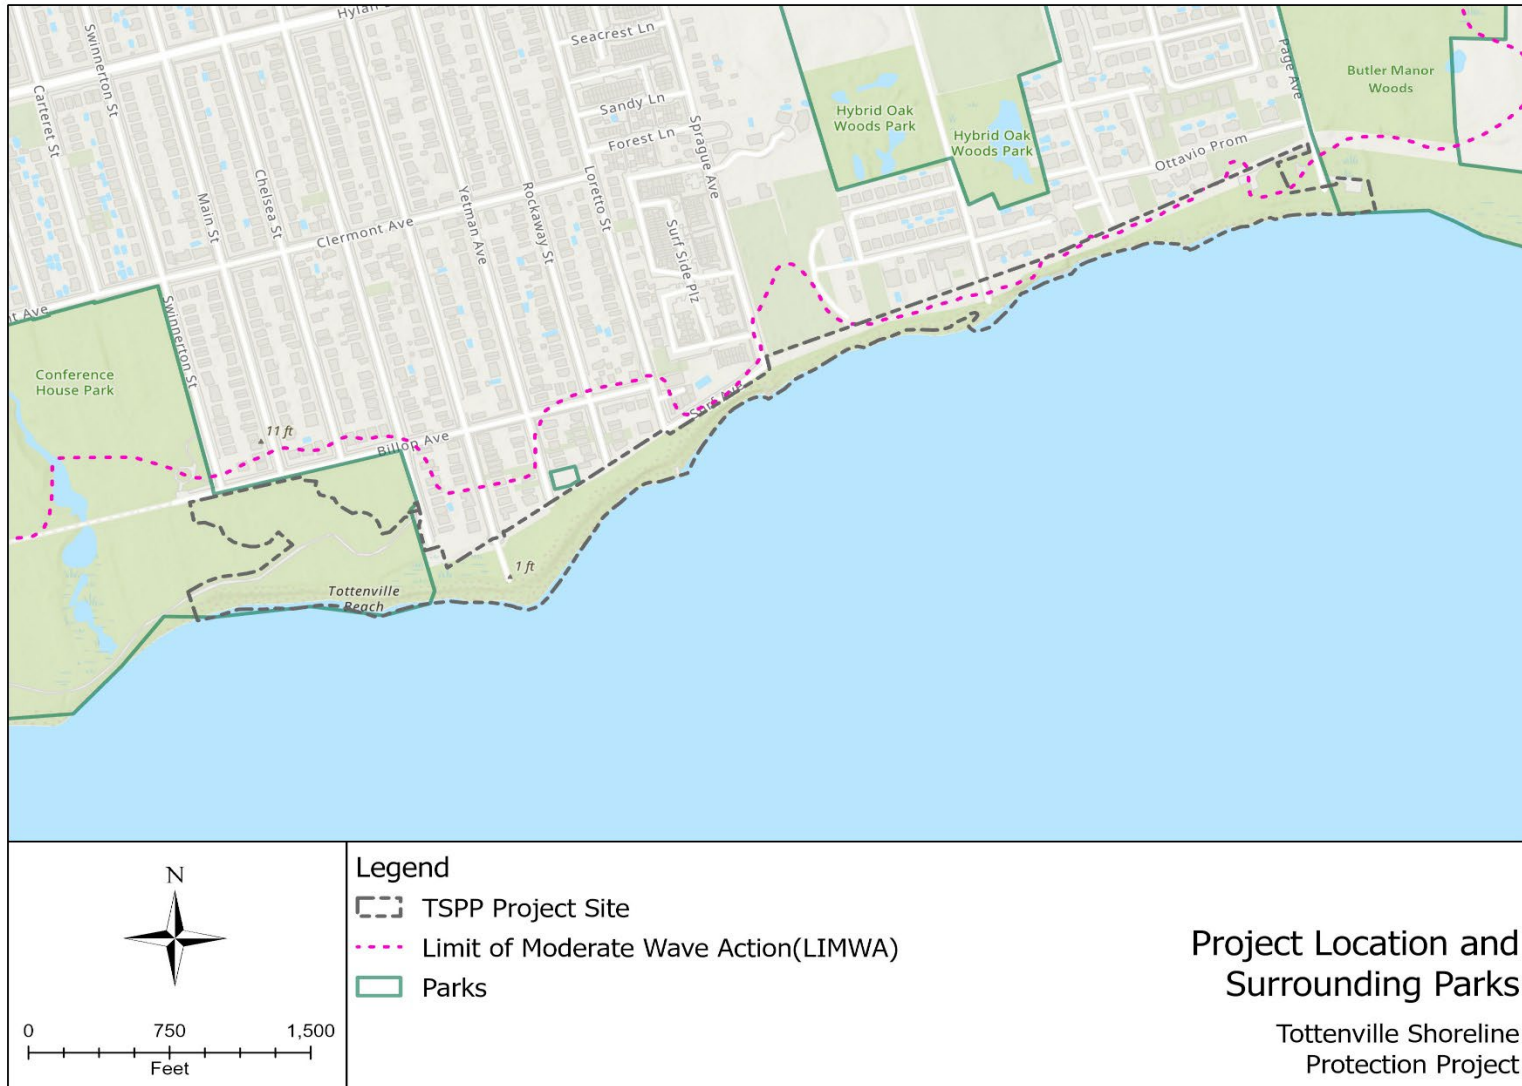 Hylan
Seacrest Ln
Swinnerton St
Carteret St
Sandy Ln
Forest Ln
Sprague Ave
Hybrid Oak
Woods Park
Hybrid Oak
Woods Park
Page Ave
Butler Manor
Woods
Ottavio Prom
Main St
Chelsea St
Clermont Ave
Yetman Ave
Rockaway St
Loretto St
Surf Side Plz
nt Ave
Swinnerton St
Conference
House Park
11 ft
Billop Ave
Surf Ave
1 ft
Tottenville
Beach
N
0 750 1,500
Feet
Legend
TSPP Project Site
Limit of Moderate Wave Action(LIMWA)
Parks
Project Location and
Surrounding Parks
Tottenville Shoreline
Protection Project